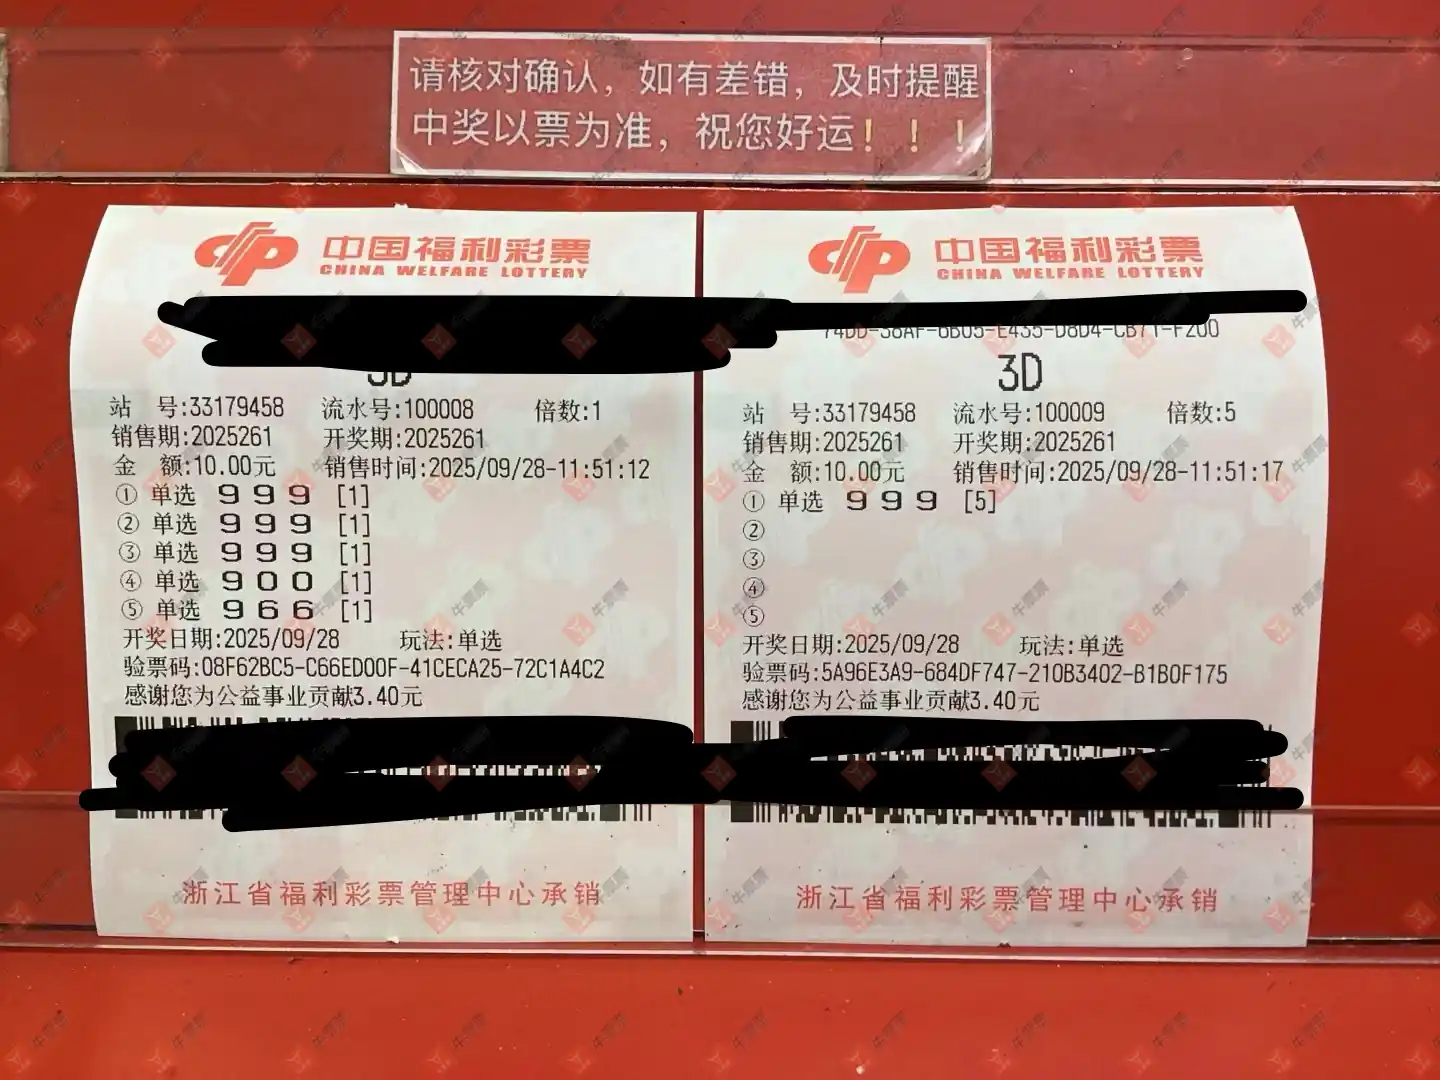 请核对确认，如有差错，及时提醒
中奖以票为准，祝您好运！！！
中国福利彩票
CHINA WELFARE LOTTERY
3D
站 号:33179458 流水号:100008 倍数:1
销售期:2025261 开奖期:2025261
金 额:10.00元 销售时间:2025/09/28-11:51:12
① 单选 9 9 9 [1]
② 单选 9 9 9 [1]
③ 单选 9 9 9 [1]
④ 单选 9 0 0 [1]
⑤ 单选 9 6 6 [1]
开奖日期:2025/09/28 玩法:单选
验票码:08F62BC5-C66ED00F-41CECA25-72C1A4C2
感谢您为公益事业贡献3.40元
浙江省福利彩票管理中心承销
中国福利彩票
CHINA WELFARE LOTTERY
74DD-38AF-6B05-E435-D8D4-CB71-F200
3D
站 号:33179458 流水号:100009 倍数:5
销售期:2025261 开奖期:2025261
金 额:10.00元 销售时间:2025/09/28-11:51:17
① 单选 9 9 9 [5]
②
③
④
⑤
开奖日期:2025/09/28 玩法:单选
验票码:5A96E3A9-684DF747-210B3402-B1B0F175
感谢您为公益事业贡献3.40元
浙江省福利彩票管理中心承销